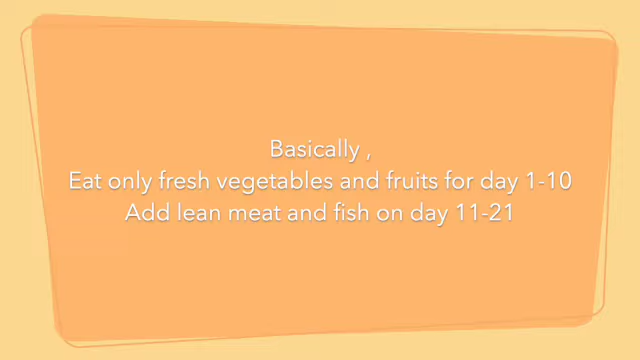 Basically ,
Eat only fresh vegetables and fruits for day 1-10
Add lean meat and fish on day 11-21